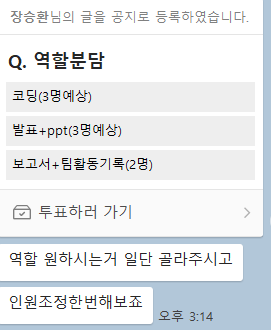 장승환님의 글을 공지로 등록하였습니다.
Q. 역할분담
코딩(3명예상)
발표+ppt(3명예상)
보고서+팀활동기록(2명)
투표하러 가기
역할 원하시는거 일단 골라주시고
인원조정한번해보죠
오후 3:14